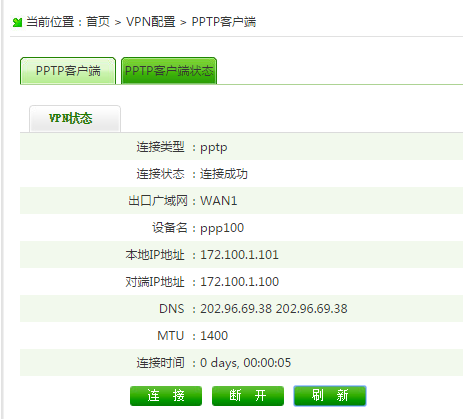 当前位置：首页 > VPN配置 > PPTP客户端
PPTP客户端 PPTP客户端状态
VPN状态
连接类型：pptp
连接状态：连接成功
出口广域网：WAN1
设备名：ppp100
本地IP地址：172.100.1.101
对端IP地址：172.100.1.100
DNS：202.96.69.38 202.96.69.38
MTU：1400
连接时间：0 days, 00:00:05
连 接 断 开 刷 新